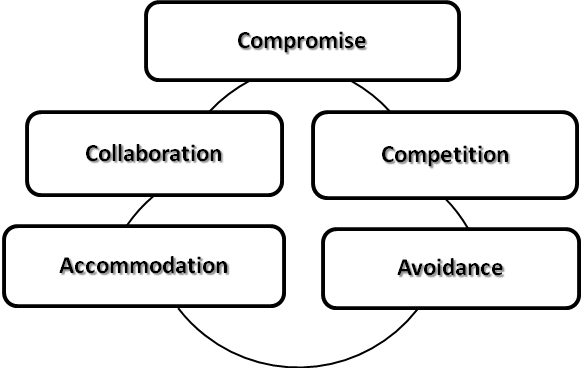 Compromise
Collaboration
Competition
Accommodation
Avoidance